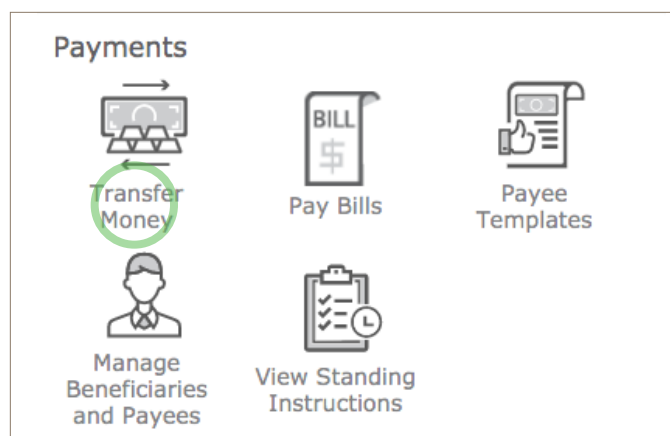 Payments
BILL
$
Transfer
Money
Pay Bills
Payee
Templates
Manage
Beneficiaries
and Payees
View Standing
Instructions